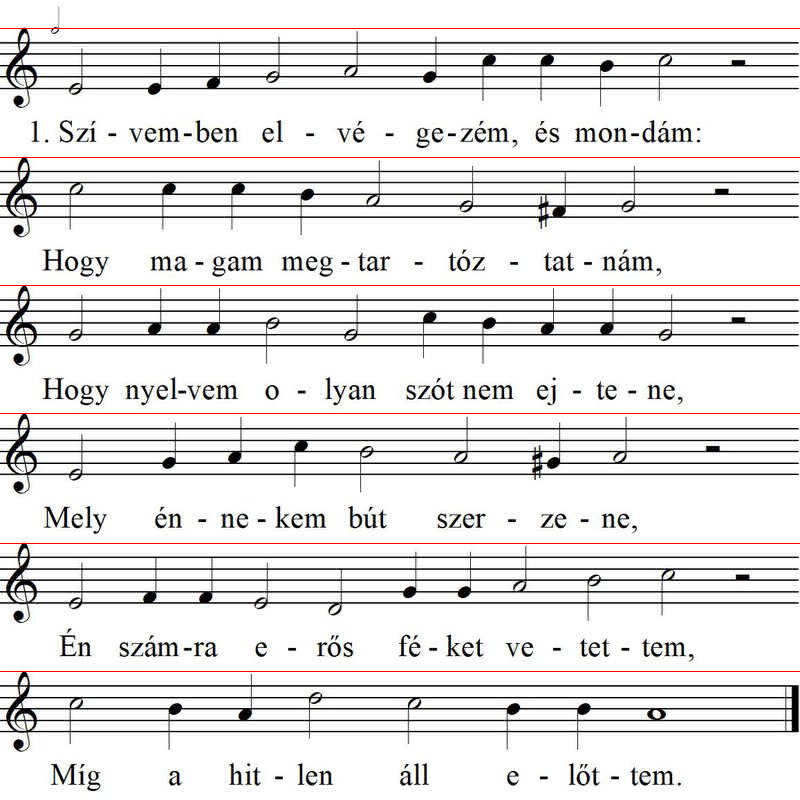 1. Szí - vem-ben el - vé - ge-zém, és mon-dám:
Hogy ma - gam meg - tar - tóz - tat - nám,
Hogy nyel-vem o - lyan szót nem ej - te - ne,
Mely én - ne - kem bút szer - ze - ne,
Én szám-ra e - rős fé - ket ve - tet - tem,
Míg a hit - len áll e - lőt - tem.